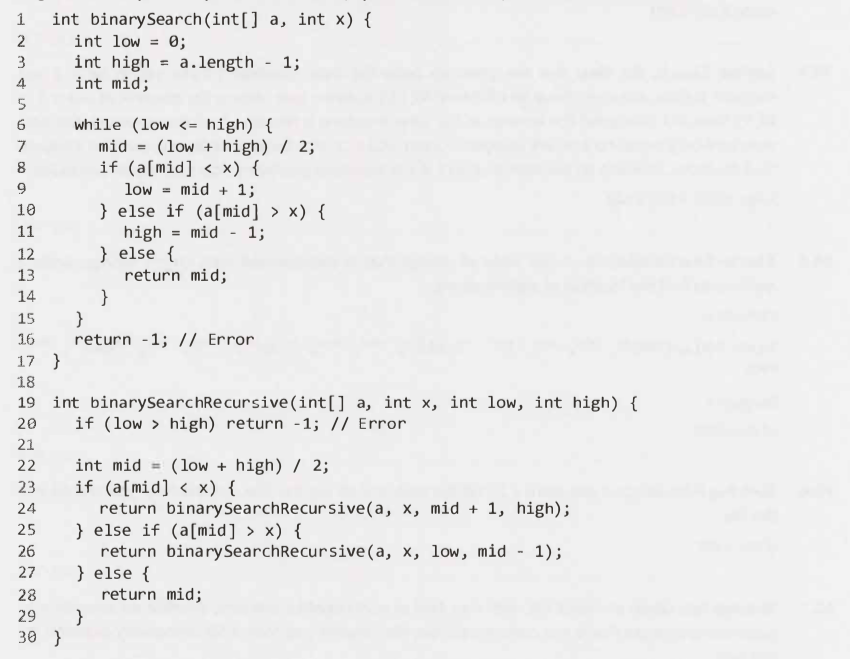 1 int binarySearch(int[] a, int x) {
2 int low = 0;
3 int high = a.length - 1;
4 int mid;
5
6 while (low <= high) {
7 mid = (low + high) / 2;
8 if (a[mid] < x) {
9 low = mid + 1;
10 } else if (a[mid] > x) {
11 high = mid - 1;
12 } else {
13 return mid;
14 }
15 }
16 return -1; // Error
17 }
18
19 int binarySearchRecursive(int[] a, int x, int low, int high) {
20 if (low > high) return -1; // Error
21
22 int mid = (low + high) / 2;
23 if (a[mid] < x) {
24 return binarySearchRecursive(a, x, mid + 1, high);
25 } else if (a[mid] > x) {
26 return binarySearchRecursive(a, x, low, mid - 1);
27 } else {
28 return mid;
29 }
30 }